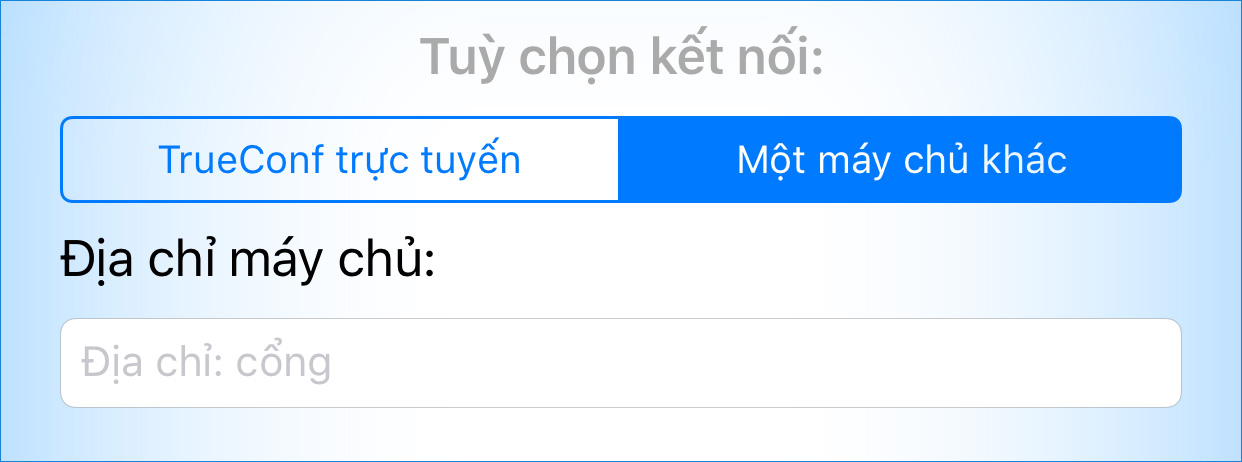 Tuỳ chọn kết nối:
TrueConf trực tuyến
Một máy chủ khác
Địa chỉ máy chủ:
Địa chỉ: cổng